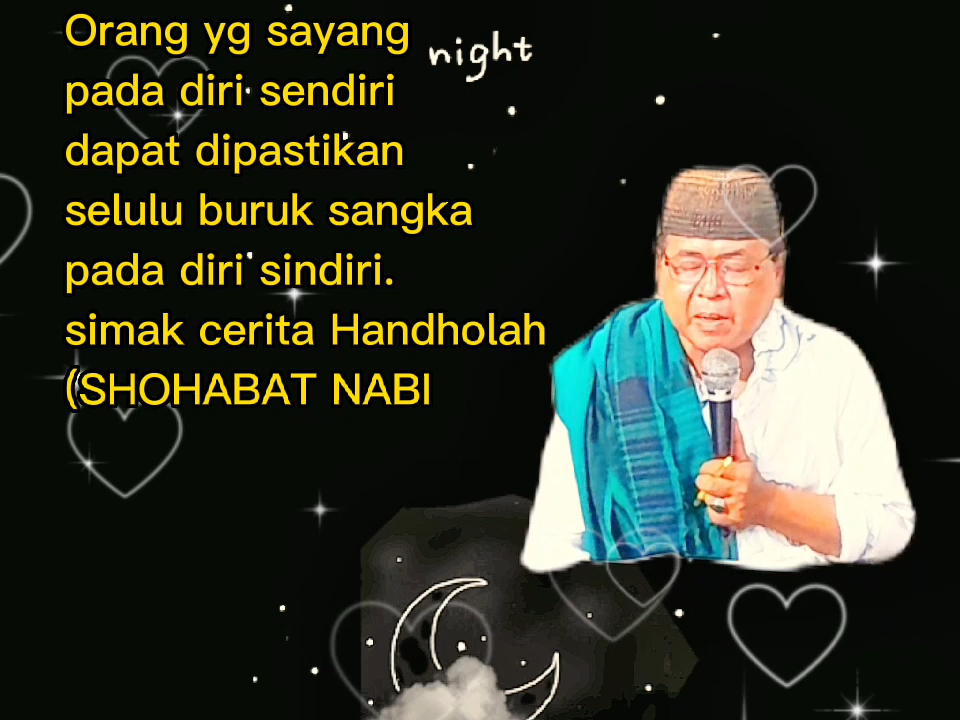 Orang yg sayang
night
pada diri sendiri
dapat dipastikan
selulu buruk sangka
pada diri sindiri.
simak cerita Handholah
(SHOHABAT NABI